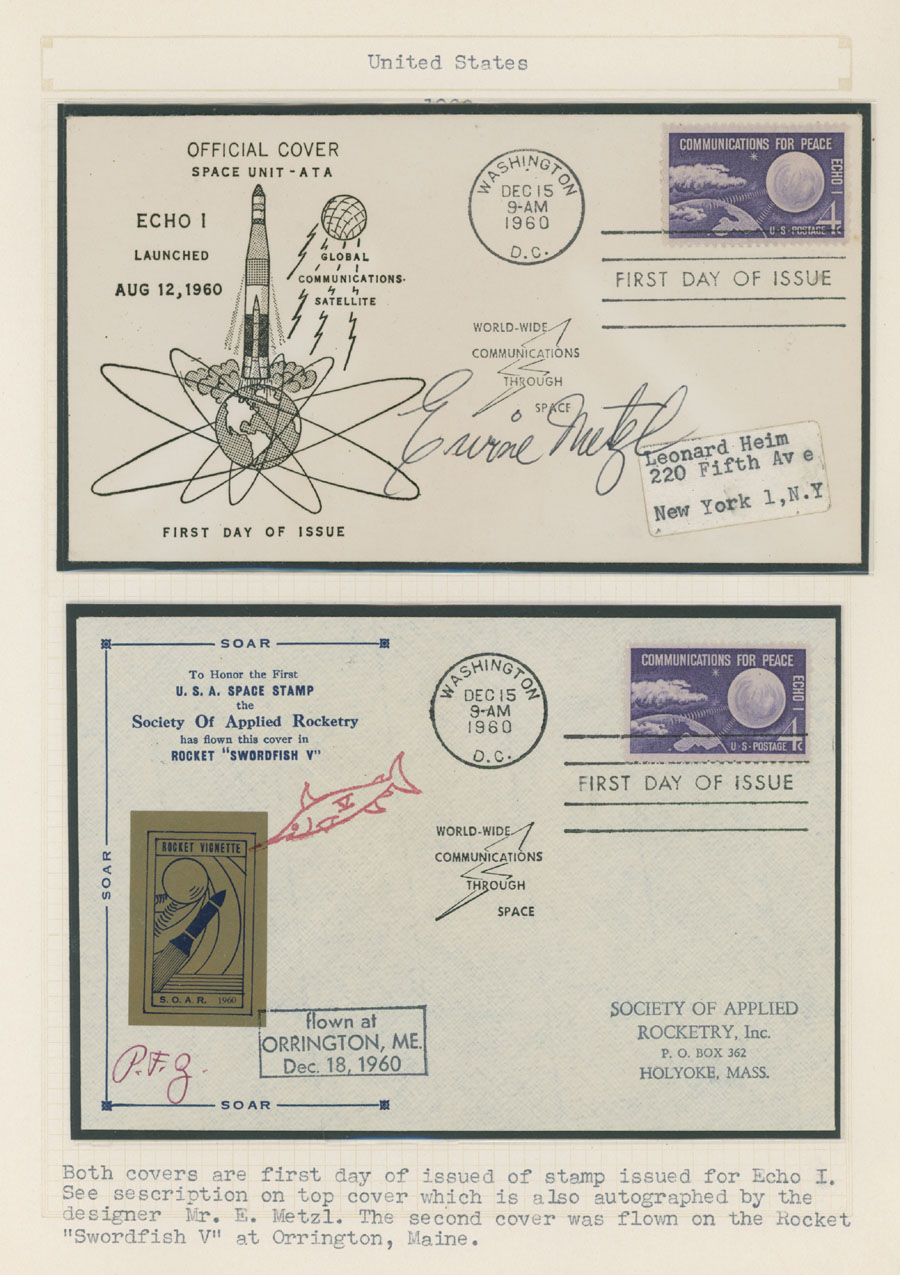 United States
OFFICIAL COVER
SPACE UNIT - ATA
ECHO I
LAUNCHED
AUG 12, 1960
GLOBAL
COMMUNICATIONS-
SATELLITE
FIRST DAY OF ISSUE
WASHINGTON
DEC 15
9-AM
1960
D.C.
COMMUNICATIONS FOR PEACE
ECHO I
4c
U·S·POSTAGE
FIRST DAY OF ISSUE
WORLD-WIDE
COMMUNICATIONS
THROUGH
SPACE
Ervine Metzl
Leonard Heim
220 Fifth Av e
New York 1,N.Y
SOAR
To Honor the First
U. S. A. SPACE STAMP
the
Society Of Applied Rocketry
has flown this cover in
ROCKET "SWORDFISH V"
V
SOAR
ROCKET VIGNETTE
S. O. A. R. 1960
flown at
ORRINGTON, ME.
Dec. 18, 1960
SOAR
WASHINGTON
DEC 15
9-AM
1960
D.C.
COMMUNICATIONS FOR PEACE
ECHO I
4c
U·S·POSTAGE
FIRST DAY OF ISSUE
WORLD-WIDE
COMMUNICATIONS
THROUGH
SPACE
SOCIETY OF APPLIED
ROCKETRY, Inc.
P. O. BOX 362
HOLYOKE, MASS.
Both covers are first day of issued of stamp issued for Echo I.
See sescription on top cover which is also autographed by the
designer Mr. E. Metzl. The second cover was flown on the Rocket
"Swordfish V" at Orrington, Maine.